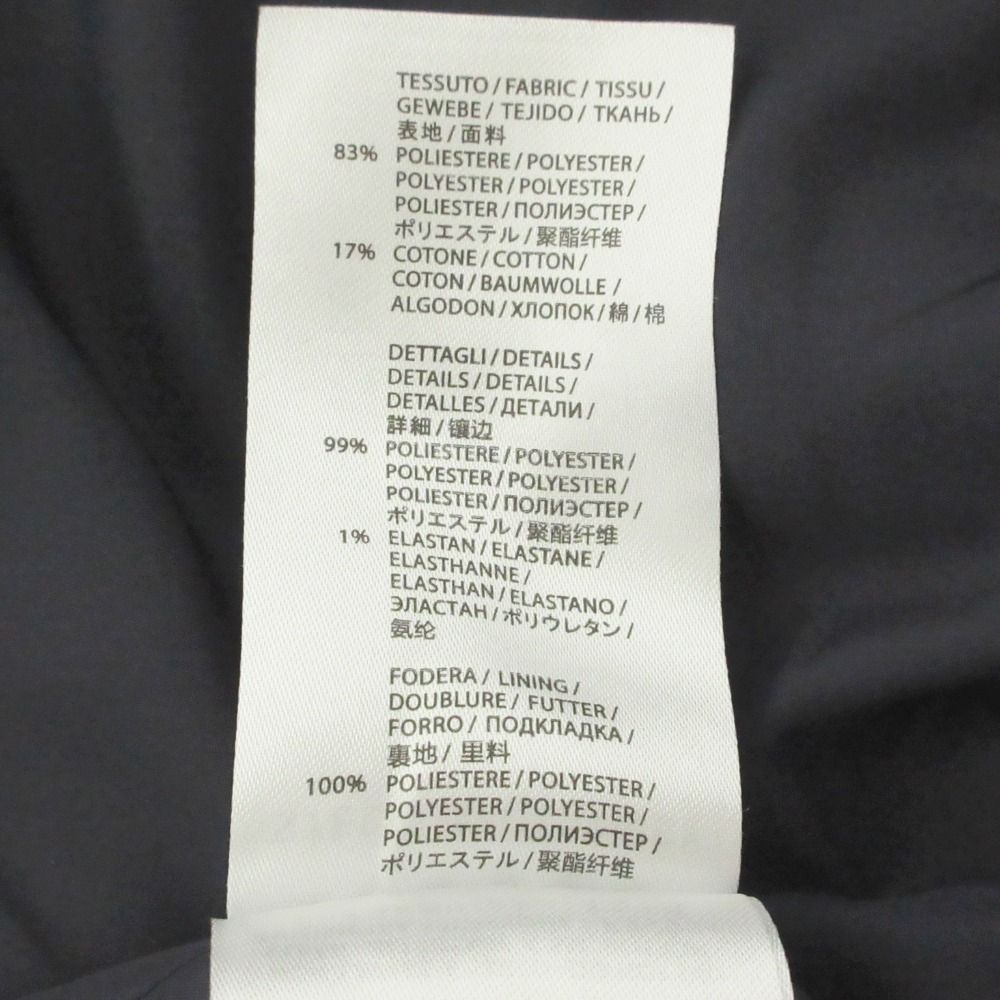 TESSUTO / FABRIC / TISSU /
GEWEBE / TEJIDO / ТКАНЬ /
表地 / 面料
83% POLIESTERE / POLYESTER /
POLYESTER / POLYESTER /
POLIESTER / ПОЛИЭСТЕР /
ポリエステル / 聚酯纤维
17% COTONE / COTTON /
COTON / BAUMWOLLE /
ALGODON / ХЛОПОК / 綿 / 棉
DETTAGLI / DETAILS /
DETAILS / DETAILS /
DETALLES / ДЕТАЛИ /
詳細 / 镶边
99% POLIESTERE / POLYESTER /
POLYESTER / POLYESTER /
POLIESTER / ПОЛИЭСТЕР /
ポリエステル / 聚酯纤维
1% ELASTAN / ELASTANE /
ELASTHANNE /
ELASTHAN / ELASTANO /
ЭЛАСТАН / ポリウレタン /
氨纶
FODERA / LINING /
DOUBLURE / FUTTER /
FORRO / ПОДКЛАДКА /
裏地 / 里料
100% POLIESTERE / POLYESTER /
POLYESTER / POLYESTER /
POLIESTER / ПОЛИЭСТЕР /
ポリエステル / 聚酯纤维